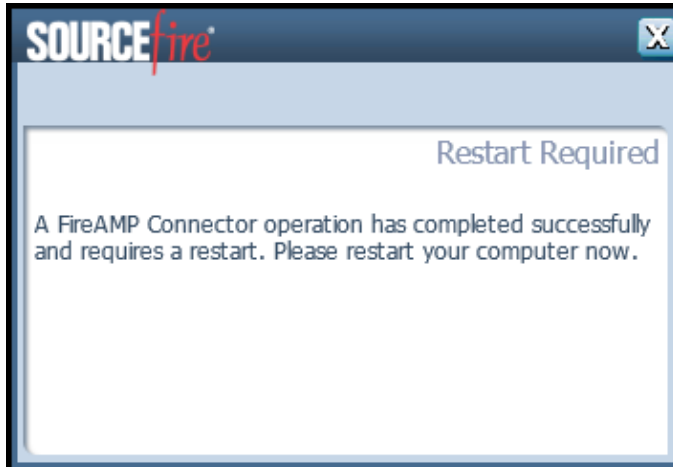 SOURCEfire®
X
Restart Required
A FireAMP Connector operation has completed successfully
and requires a restart. Please restart your computer now.